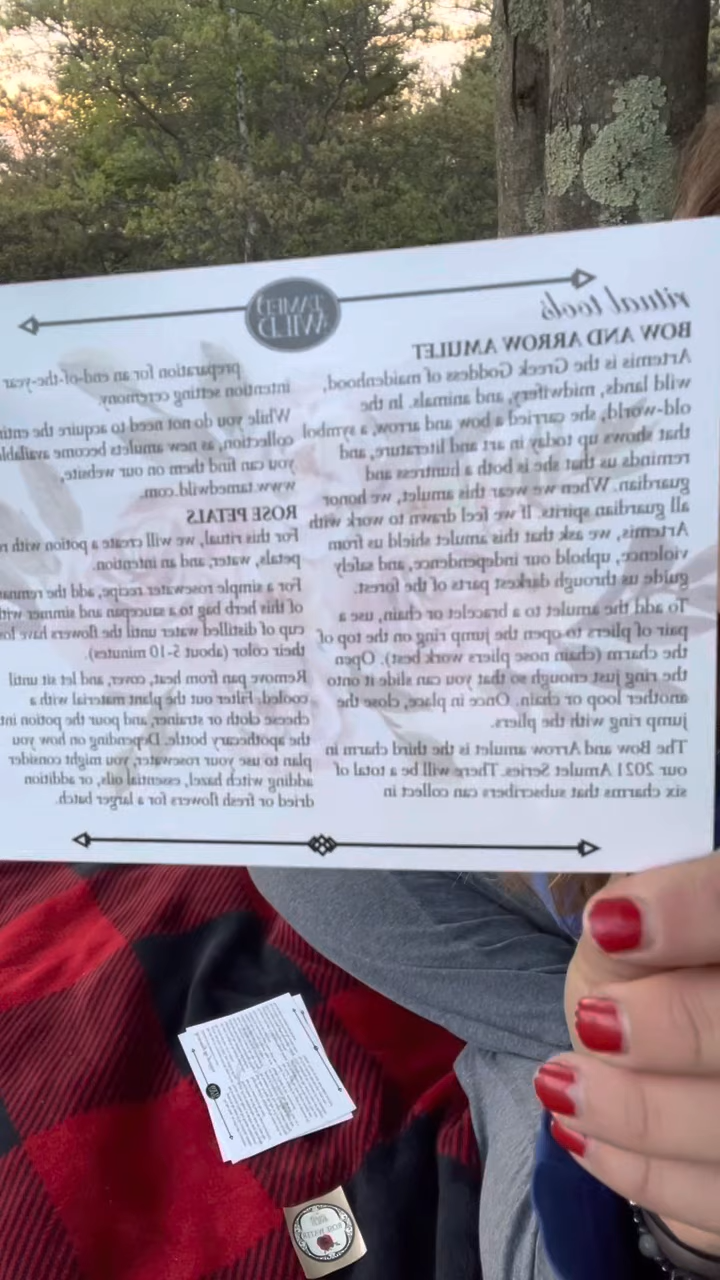 TAMED WILD
ritual tools
BOW AND ARROW AMULET
Artemis is the Greek Goddess of maidenhood,
wild lands, midwifery, and animals. In the
old-world, she carried a bow and arrow, a symbol
that shows up today in art and literature, and
reminds us that she is both a huntress and
guardian. When we wear this amulet, we honor
all guardian spirits. If we feel drawn to work with
Artemis, we ask that this amulet shield us from
violence, uphold our independence, and safely
guide us through darkest parts of the forest.
To add the amulet to a bracelet or chain, use a
pair of pliers to open the jump ring on the top of
the charm (chain nose pliers work best). Open
the ring just enough so that you can slide it onto
another loop or chain. Once in place, close the
jump ring with the pliers.
The Bow and Arrow amulet is the third charm in
our 2021 Amulet Series. There will be a total of
six charms that subscribers can collect in
preparation for an end-of-the-year
intention setting ceremony.
While you do not need to acquire the enti
collection, as new amulets become availabl
you can find them on our website,
www.tamedwild.com.
ROSE PETALS
For this ritual, we will create a potion with r
petals, water, and an intention.
For a simple rosewater recipe, add the remna
of this herb bag to a saucepan and simmer wit
cup of distilled water until the flowers have lo
their color (about 5-10 minutes).
Remove pan from heat, cover, and let sit until
cooled. Filter out the plant material with a
cheese cloth or strainer, and pour the potion int
the apothecary bottle. Depending on how you
plan to use your rosewater, you might consider
adding witch hazel, essential oils, or addition
dried or fresh flowers for a larger batch.
ROSE WATER